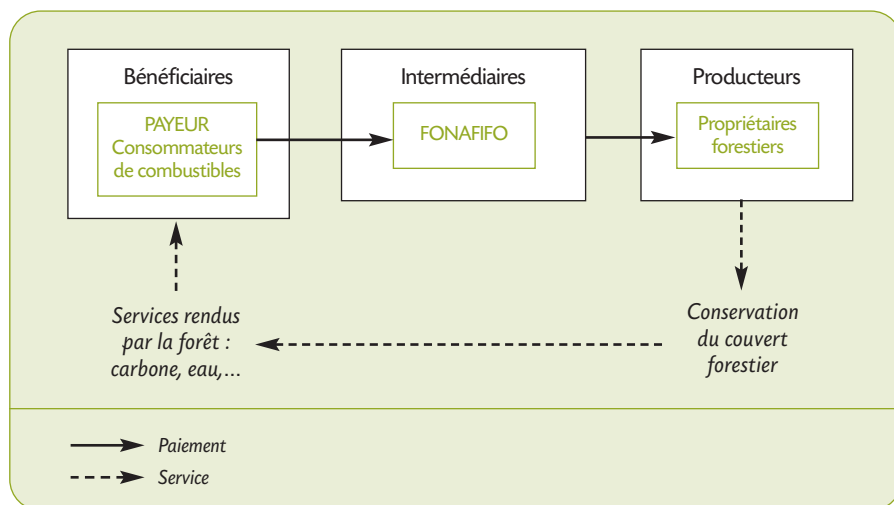 Bénéficiaires
PAYEUR
Consommateurs
de combustibles
Intermédiaires
FONAFIFO
Producteurs
Propriétaires
forestiers
Services rendus
par la forêt :
carbone, eau,...
Conservation
du couvert
forestier
Paiement
Service